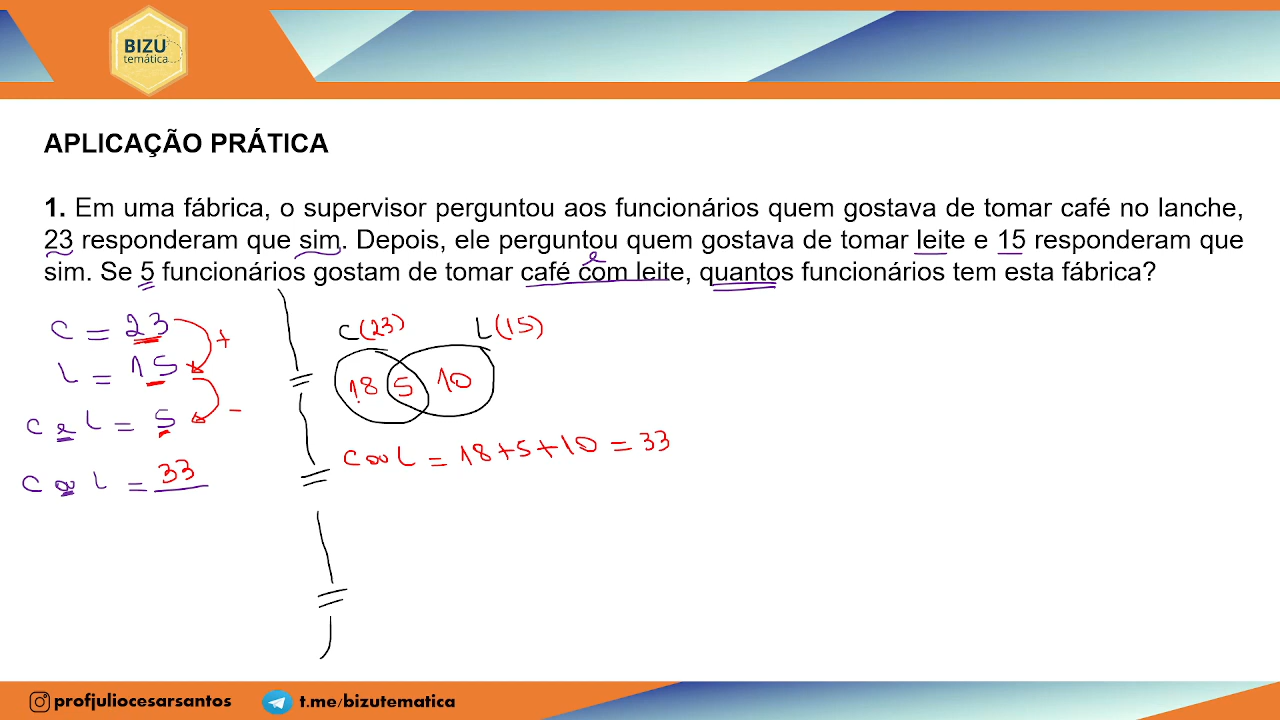 BIZU
temática
APLICAÇÃO PRÁTICA
1. Em uma fábrica, o supervisor perguntou aos funcionários quem gostava de tomar café no lanche,
23 responderam que sim. Depois, ele perguntou quem gostava de tomar leite e 15 responderam que
e
sim. Se 5 funcionários gostam de tomar café com leite, quantos funcionários tem esta fábrica?
C = 23
+
L = 15
-
C e L = 5
C ou L = 33
C(23) L(15)
18 5 10
C ou L = 18+5+10 = 33
profjuliocesarsantos t.me/bizutematica